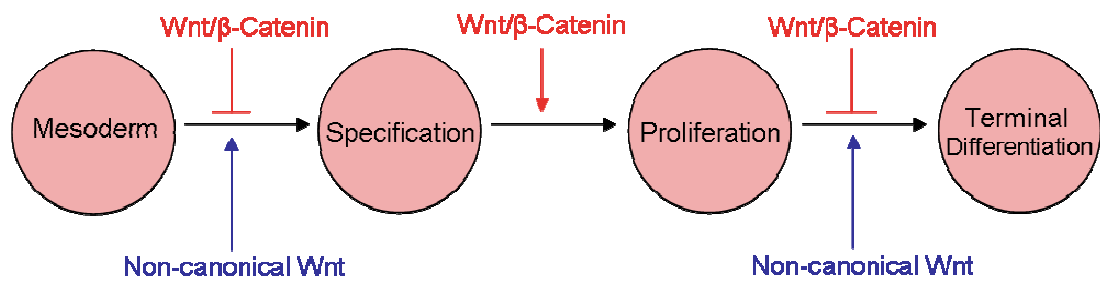 Wnt/β-Catenin
Wnt/β-Catenin
Wnt/β-Catenin
Mesoderm
Specification
Proliferation
Terminal
Differentiation
Non-canonical Wnt
Non-canonical Wnt